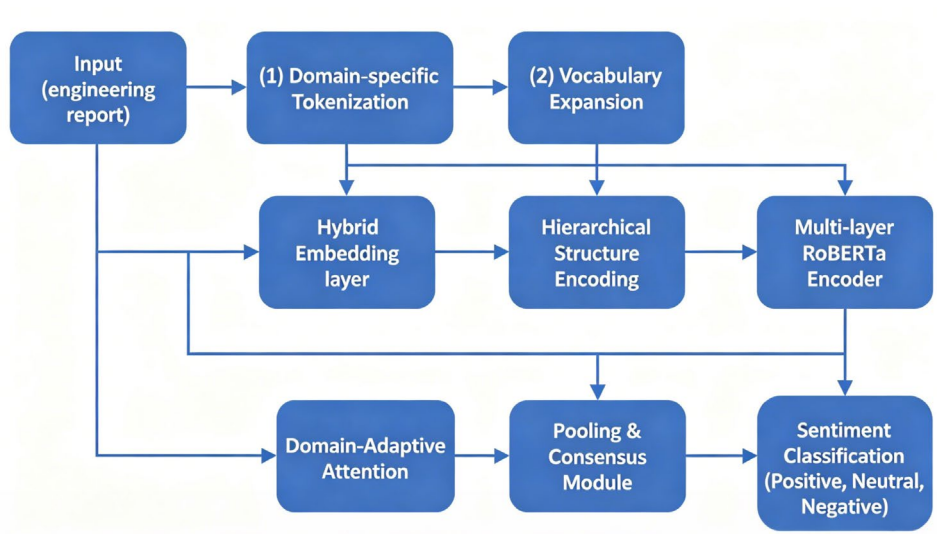 Input
(engineering
report)
(1) Domain-specific
Tokenization
(2) Vocabulary
Expansion
Hybrid
Embedding
layer
Hierarchical
Structure
Encoding
Multi-layer
RoBERTa
Encoder
Domain-Adaptive
Attention
Pooling &
Consensus
Module
Sentiment
Classification
(Positive, Neutral,
Negative)